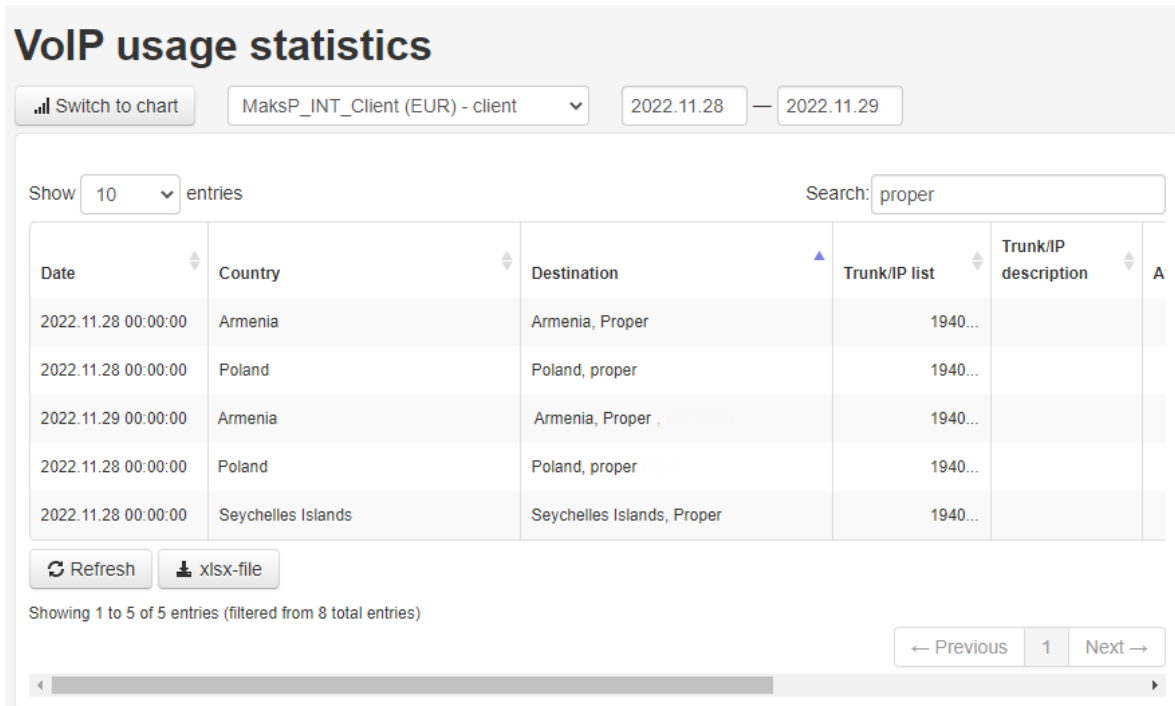 VoIP usage statistics
Switch to chart MaksP_INT_Client (EUR) - client 2022.11.28 — 2022.11.29
Show 10 entries Search: proper
Date Country Destination Trunk/IP list Trunk/IP description A
2022.11.28 00:00:00 Armenia Armenia, Proper 1940...
2022.11.28 00:00:00 Poland Poland, proper 1940...
2022.11.29 00:00:00 Armenia Armenia, Proper , 1940...
2022.11.28 00:00:00 Poland Poland, proper 1940...
2022.11.28 00:00:00 Seychelles Islands Seychelles Islands, Proper 1940...
Refresh xlsx-file
Showing 1 to 5 of 5 entries (filtered from 8 total entries)
← Previous 1 Next →